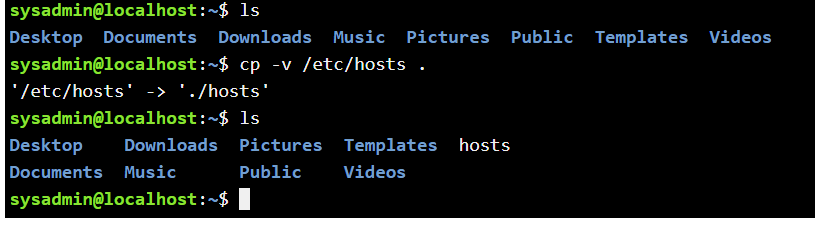 sysadmin@localhost:~$ ls
Desktop  Documents  Downloads  Music  Pictures  Public  Templates  Videos
sysadmin@localhost:~$ cp -v /etc/hosts .
'/etc/hosts' -> './hosts'
sysadmin@localhost:~$ ls
Desktop    Downloads  Pictures  Templates  hosts
Documents  Music      Public    Videos
sysadmin@localhost:~$